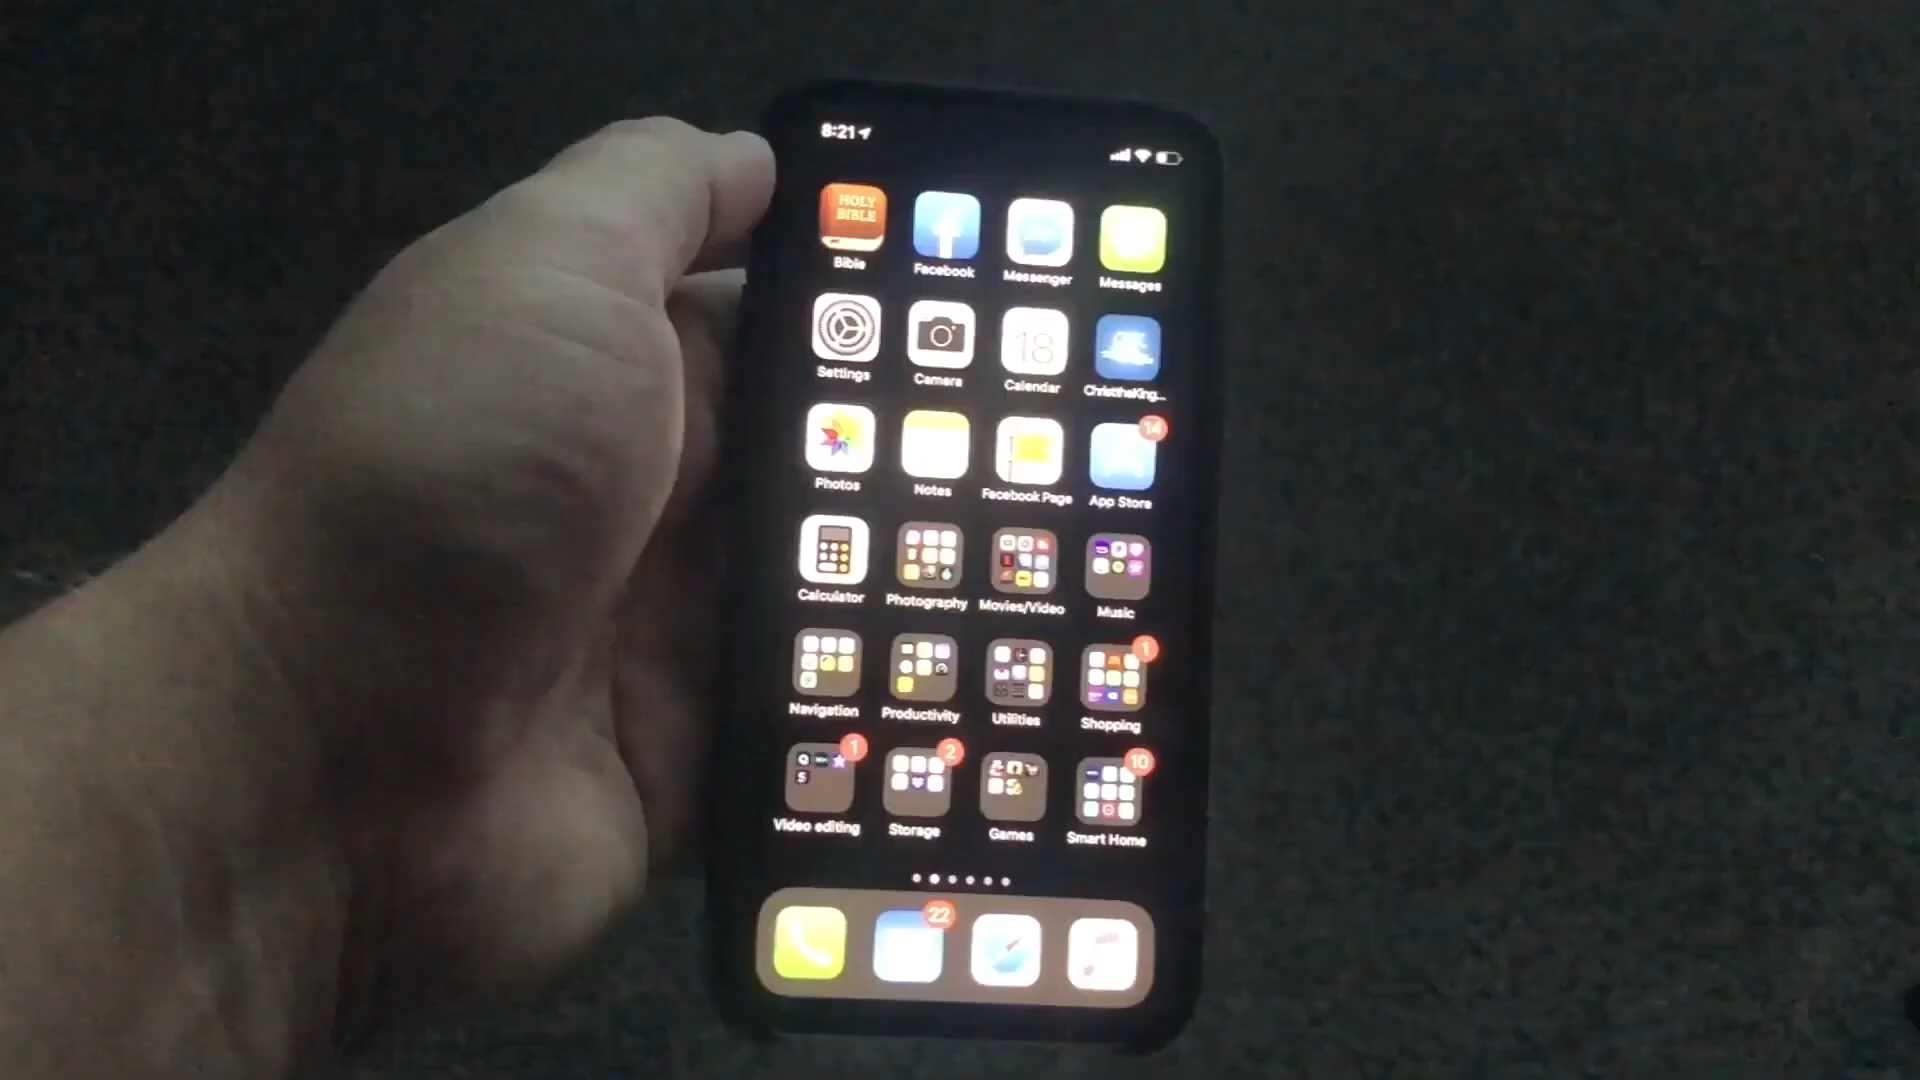 8:21
HOLY
BIBLE
Bible
Facebook
Messenger
Messages
Settings
Camera
18
Calendar
ChristtheKing...
Photos
Notes
Facebook Page
14
App Store
Calculator
Photography
Movies/Video
Music
Navigation
Productivity
Utilities
1
Shopping
1
Video editing
2
Storage
Games
10
Smart Home
22